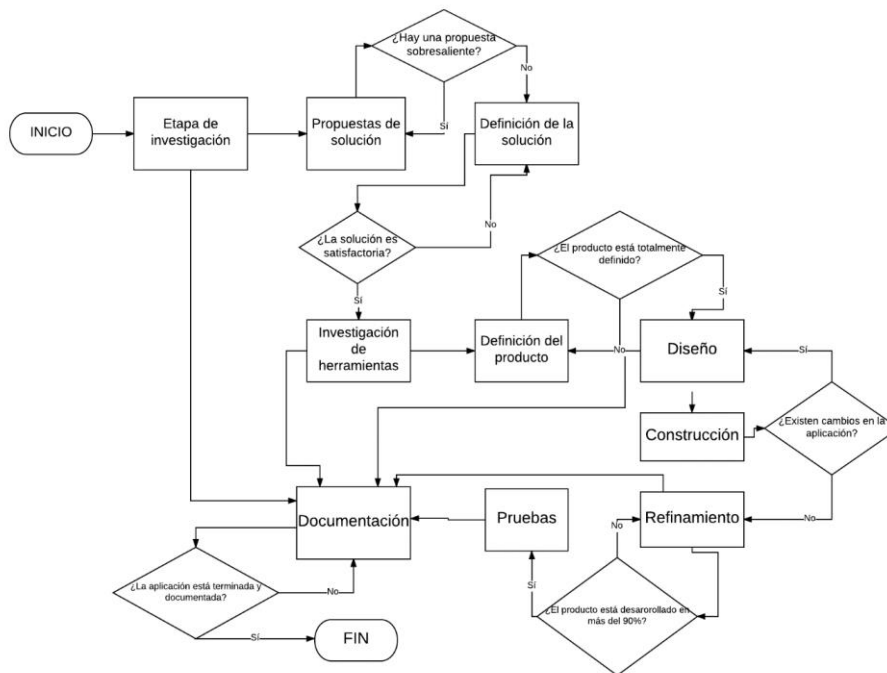 ¿Hay una propuesta
sobresaliente?
No
Sí
INICIO
Etapa de
investigación
Propuestas de
solución
Definición de la
solución
No
¿La solución es
satisfactoria?
Sí
¿El producto está totalmente
definido?
Sí
Investigación
de
herramientas
Definición del
producto
No
Diseño
Sí
Construcción
¿Existen cambios en la
aplicación?
No
Documentación
Pruebas
Refinamiento
No
Sí
¿El producto está desarorollado en
más del 90%?
¿La aplicación está terminada y
documentada?
No
Sí
FIN